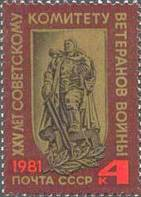 XXV ЛЕТ СОВЕТСКОМУ
КОМИТЕТУ
ВЕТЕРАНОВ ВОЙНЫ
1981
ПОЧТА СССР
4 к